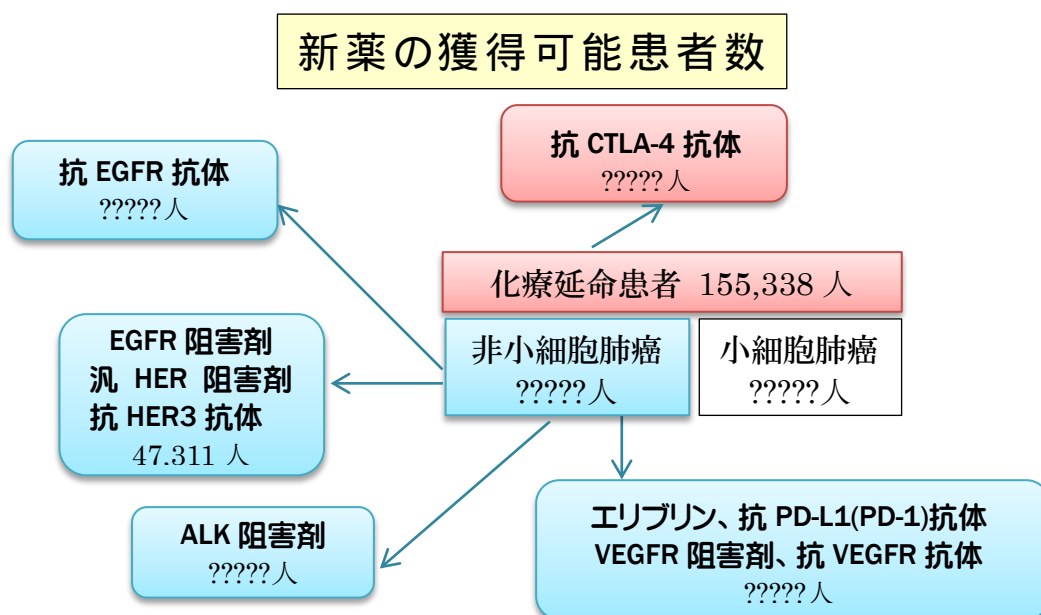 新薬の獲得可能患者数
抗 CTLA-4 抗体
?????人
抗 EGFR 抗体
?????人
化療延命患者 155,338 人
非小細胞肺癌
?????人
小細胞肺癌
?????人
EGFR 阻害剤
汎 HER 阻害剤
抗 HER3 抗体
47.311 人
ALK 阻害剤
?????人
エリブリン、抗 PD-L1(PD-1)抗体
VEGFR 阻害剤、抗 VEGFR 抗体
?????人